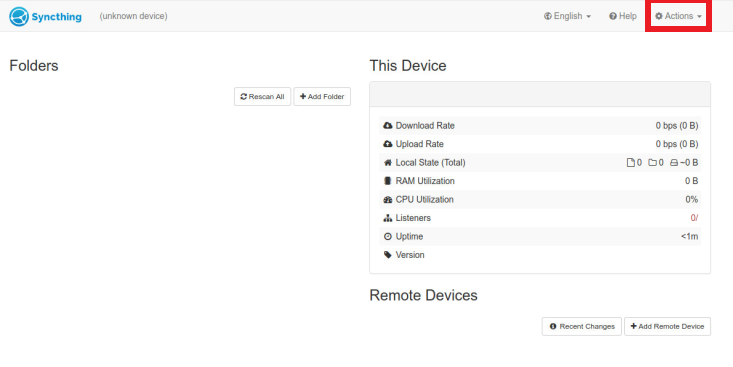 Syncthing (unknown device) English Help Actions
Folders
Rescan All Add Folder
This Device
Download Rate 0 bps (0 B)
Upload Rate 0 bps (0 B)
Local State (Total) 0 0 ~0 B
RAM Utilization 0 B
CPU Utilization 0%
Listeners 0/
Uptime <1m
Version
Remote Devices
Recent Changes Add Remote Device